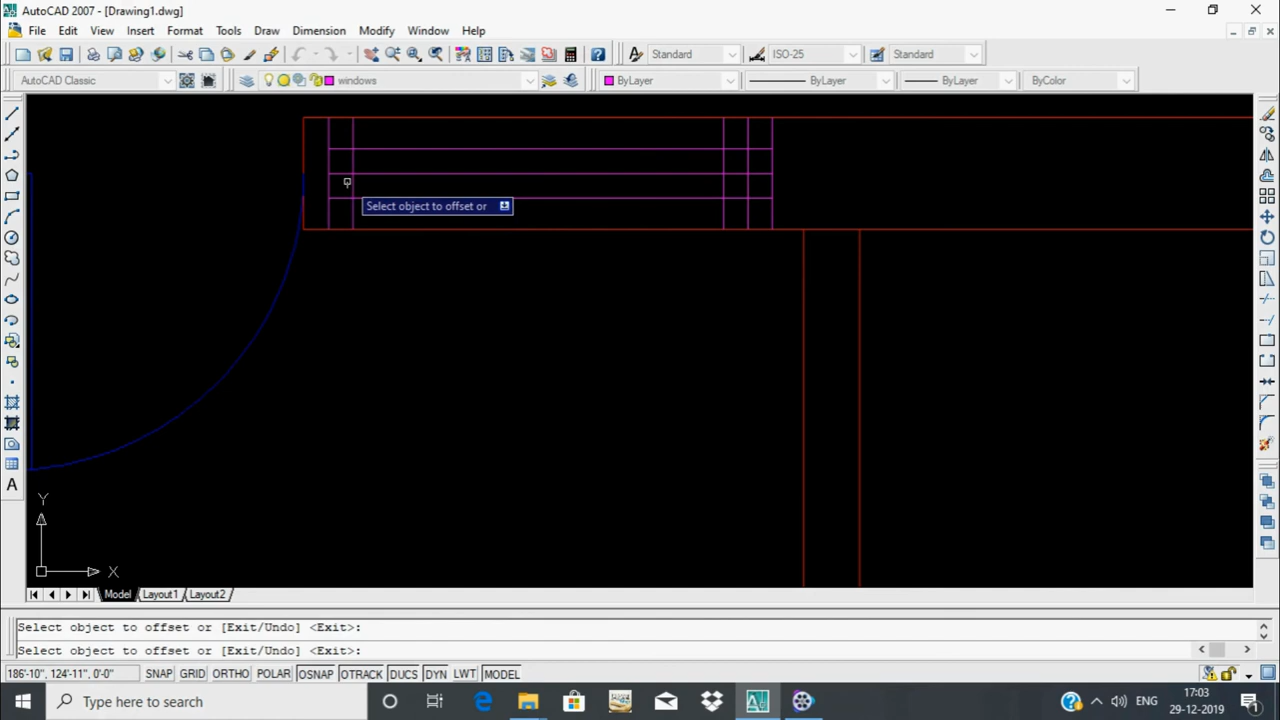 AutoCAD 2007 - [Drawing1.dwg]
File Edit View Insert Format Tools Draw Dimension Modify Window Help
Standard ISO-25 Standard
AutoCAD Classic windows ByLayer ByLayer ByLayer ByColor
Select object to offset or
Y
X
A
Model Layout1 Layout2
Select object to offset or [Exit/Undo] <Exit>:
Select object to offset or [Exit/Undo] <Exit>:
186'-10", 124'-11", 0'-0" SNAP GRID ORTHO POLAR OSNAP OTRACK DUCS DYN LWT MODEL
Type here to search
ENG
17:03
29-12-2019